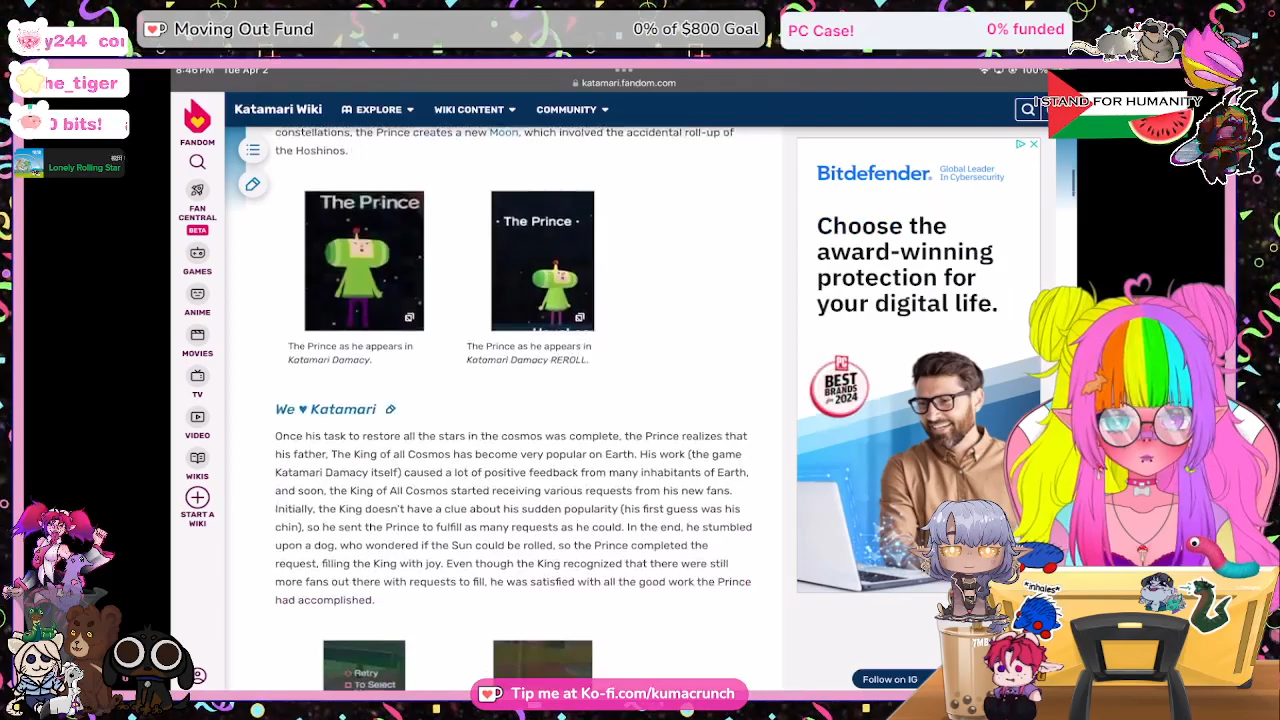 Moving Out Fund
0% of $800 Goal
PC Case!
0% funded
y244
he_tiger
0 bits!
Lonely Rolling Star
I STAND FOR HUMANITY
8:46 PM Tue Apr 2
100%
katamari.fandom.com
Katamari Wiki
EXPLORE
WIKI CONTENT
COMMUNITY
FANDOM
FAN
CENTRAL
BETA
GAMES
ANIME
MOVIES
TV
VIDEO
WIKIS
START A
WIKI
constellations, the Prince creates a new Moon, which involved the accidental roll-up of
the Hoshinos.
The Prince
· The Prince ·
The Prince as he appears in
Katamari Damacy.
The Prince as he appears in
Katamari Damacy REROLL.
We ♥ Katamari
Once his task to restore all the stars in the cosmos was complete, the Prince realizes that
his father, The King of all Cosmos has become very popular on Earth. His work (the game
Katamari Damacy itself) caused a lot of positive feedback from many inhabitants of Earth,
and soon, the King of All Cosmos started receiving various requests from his new fans.
Initially, the King doesn't have a clue about his sudden popularity (his first guess was his
chin), so he sent the Prince to fulfill as many requests as he could. In the end, he stumbled
upon a dog, who wondered if the Sun could be rolled, so the Prince completed the
request, filling the King with joy. Even though the King recognized that there were still
more fans out there with requests to fill, he was satisfied with all the good work the Prince
had accomplished.
Retry
To Select
Bitdefender
Global Leader
In Cybersecurity
Choose the
award-winning
protection for
your digital life.
PC
BEST
BRANDS
FOR 2024
Follow on IG
*inhales*
Tip me at Ko-fi.com/kumacrunch